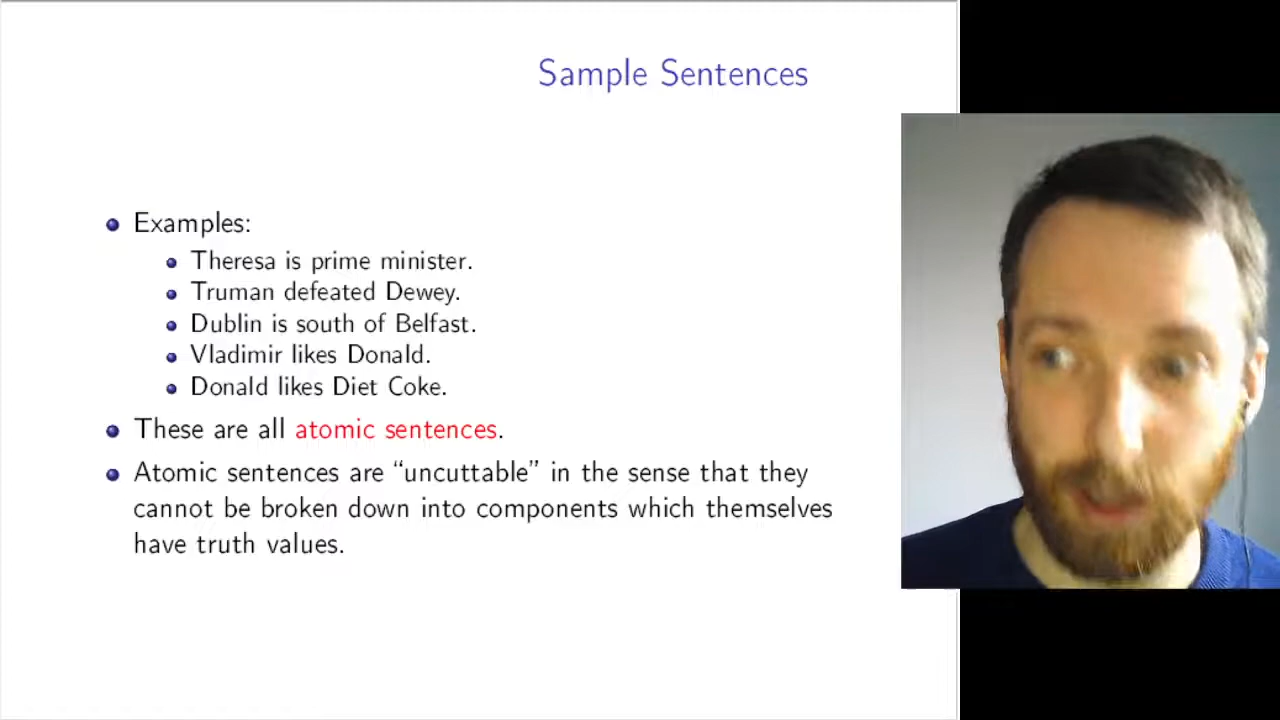 Sample Sentences
Examples:
Theresa is prime minister.
Truman defeated Dewey.
Dublin is south of Belfast.
Vladimir likes Donald.
Donald likes Diet Coke.
These are all atomic sentences.
Atomic sentences are “uncuttable” in the sense that they
cannot be broken down into components which themselves
have truth values.